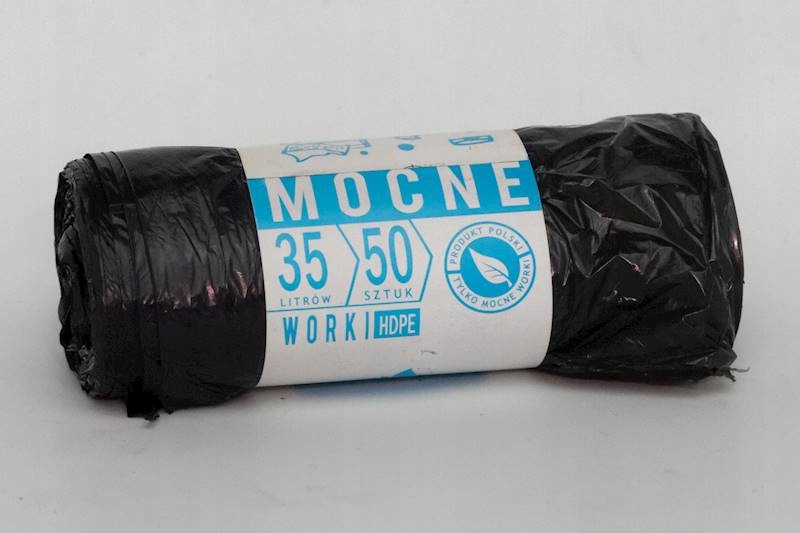 MOCNE
35 50
LITRÓW SZTUK
PRODUKT POLSKI
TYLKO MOCNE WORKI
WORKI HDPE